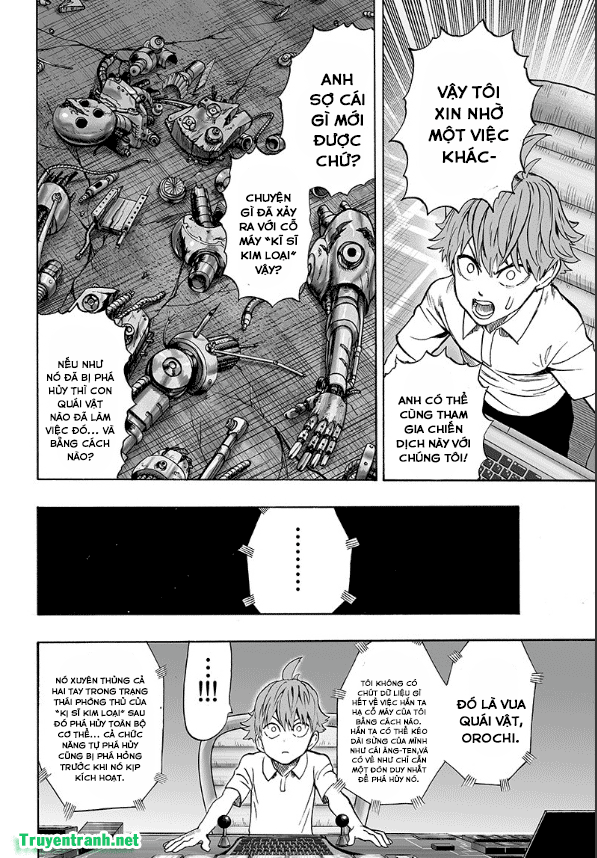 VẬY TÔI
XIN NHỜ
MỘT VIỆC
KHÁC-
ANH CÓ THỂ
CÙNG THAM
GIA CHIẾN
DỊCH NÀY VỚI
CHÚNG TÔI!
ANH
SỢ CÁI
GÌ MỚI
ĐƯỢC
CHỨ?
CHUYỆN
GÌ ĐÃ XẢY
RA VỚI CỖ
MÁY "KĨ SĨ
KIM LOẠI"
VẬY?
NẾU NHƯ
NÓ ĐÃ BỊ PHÁ
HỦY THÌ CON
QUÁI VẬT
NÀO ĐÃ LÀM
VIỆC ĐÓ... VÀ
BẰNG CÁCH
NÀO?
.........
ĐÓ LÀ VUA
QUÁI VẬT,
OROCHI.
TÔI KHÔNG CÓ
CHÚT DỮ LIỆU GÌ
HẾT VỀ VIỆC HẮN TA
HẠ CỖ MÁY CỦA TÔI
BẰNG CÁCH NÀO.
HẮN TA CÓ THỂ KÉO
DÀI SỪNG CỦA MÌNH
NHƯ CÁI ĂNG-TEN,VÀ
CÓ VẺ NHƯ CHỈ CẦN
MỘT ĐÒN DUY NHẤT
ĐỂ PHÁ HỦY NÓ.
...!!!
NÓ XUYÊN THỦNG CẢ
HAI TAY TRONG TRẠNG
THÁI PHÒNG THỦ CỦA
"KỊ SĨ KIM LOẠI" SAU
ĐÓ PHÁ HỦY TOÀN BỘ
CƠ THỂ... CẢ CHỨC
NĂNG TỰ PHÁ HỦY
CŨNG BỊ PHÁ HỎNG
TRƯỚC KHI NÓ KỊP
KÍCH HOẠT.
Truyentranh.net